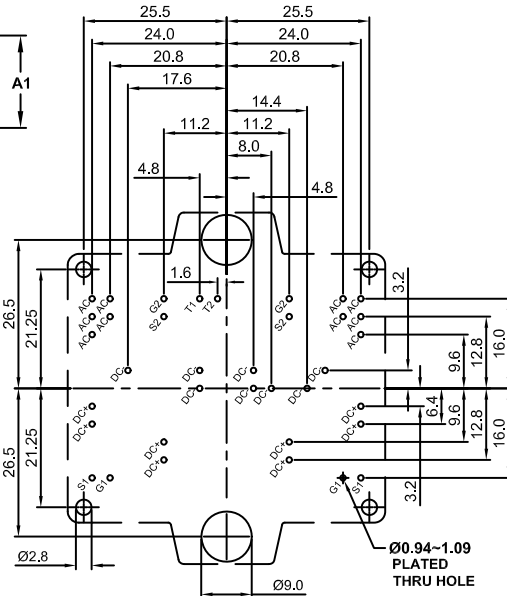 25.5 25.5
24.0 24.0
20.8 20.8
A1
17.6
14.4
11.2 11.2
8.0
4.8
4.8
1.6
3.2
26.5
21.25
AC AC G2 T1 T2 G2 AC AC
AC AC S2 S2 AC AC
AC AC
9.6
12.8
16.0
DC- DC- DC- DC-
DC- DC- DC- DC-
DC+ DC+
DC+ DC+
DC+ DC+
DC+ DC+
6.4
9.6
12.8
16.0
3.2
26.5
21.25
S1 G1 G1 S1
Ø2.8
Ø9.0
Ø0.94~1.09
PLATED
THRU HOLE